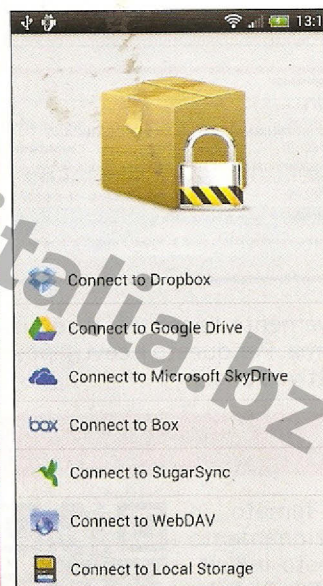 13:1
Connect to Dropbox
Connect to Google Drive
Connect to Microsoft SkyDrive
box Connect to Box
Connect to SugarSync
Connect to WebDAV
Connect to Local Storage
italia.bz